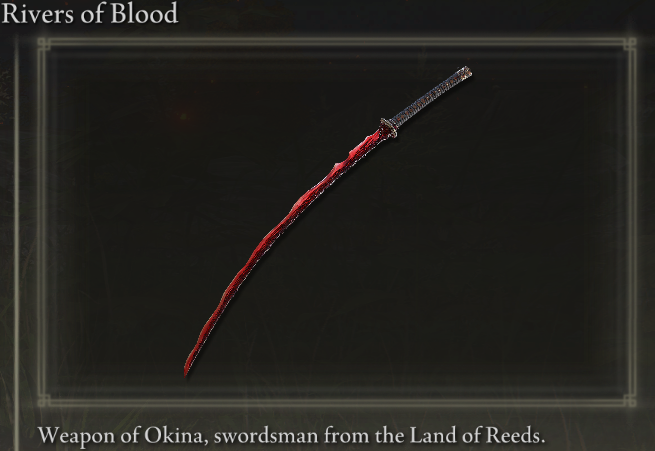 Rivers of Blood
Weapon of Okina, swordsman from the Land of Reeds.